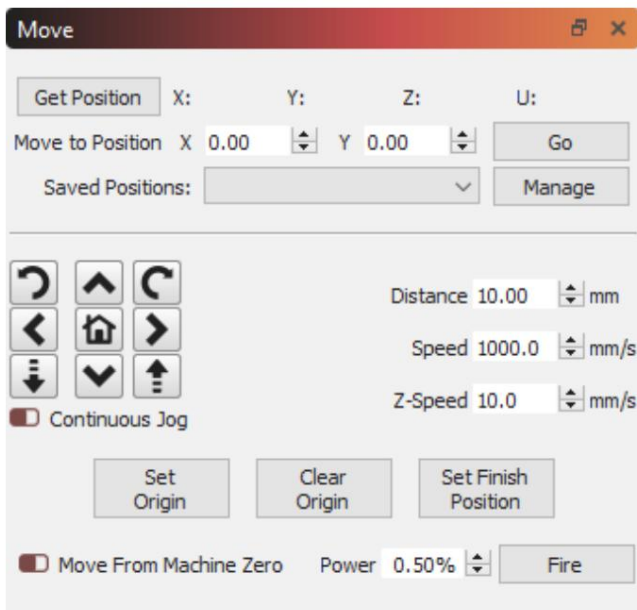 Move
Get Position X: Y: Z: U:
Move to Position X 0.00 Y 0.00 Go
Saved Positions: Manage
Distance 10.00 mm
Speed 1000.0 mm/s
Z-Speed 10.0 mm/s
Continuous Jog
Set Origin Clear Origin Set Finish Position
Move From Machine Zero Power 0.50% Fire